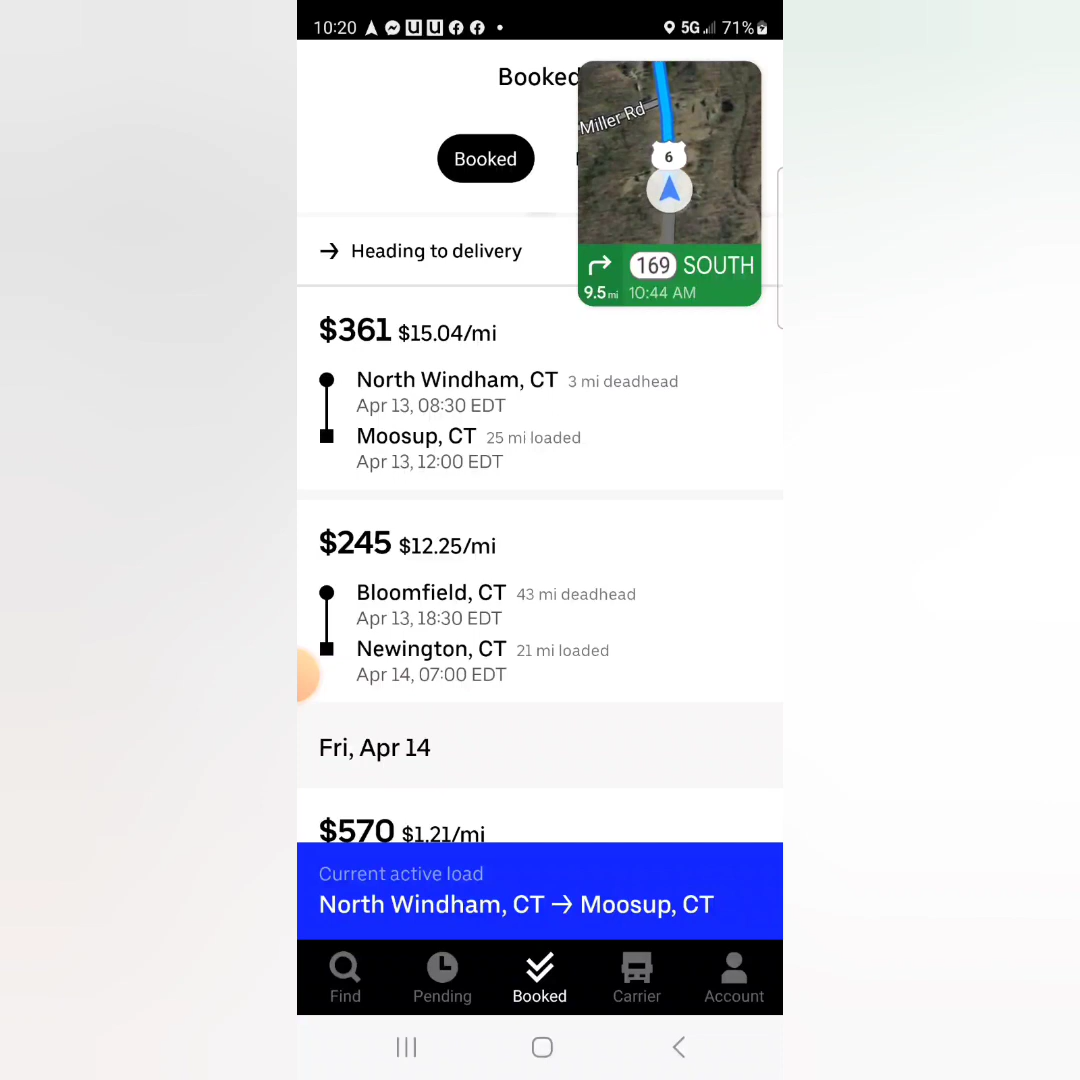 10:20 5G 71%
Booked
Miller Rd
6
Booked
Heading to delivery
169 SOUTH
9.5 mi 10:44 AM
$361 $15.04/mi
North Windham, CT 3 mi deadhead
Apr 13, 08:30 EDT
Moosup, CT 25 mi loaded
Apr 13, 12:00 EDT
$245 $12.25/mi
Bloomfield, CT 43 mi deadhead
Apr 13, 18:30 EDT
Newington, CT 21 mi loaded
Apr 14, 07:00 EDT
Fri, Apr 14
$570 $1.21/mi
Current active load
North Windham, CT → Moosup, CT
Find Pending Booked Carrier Account